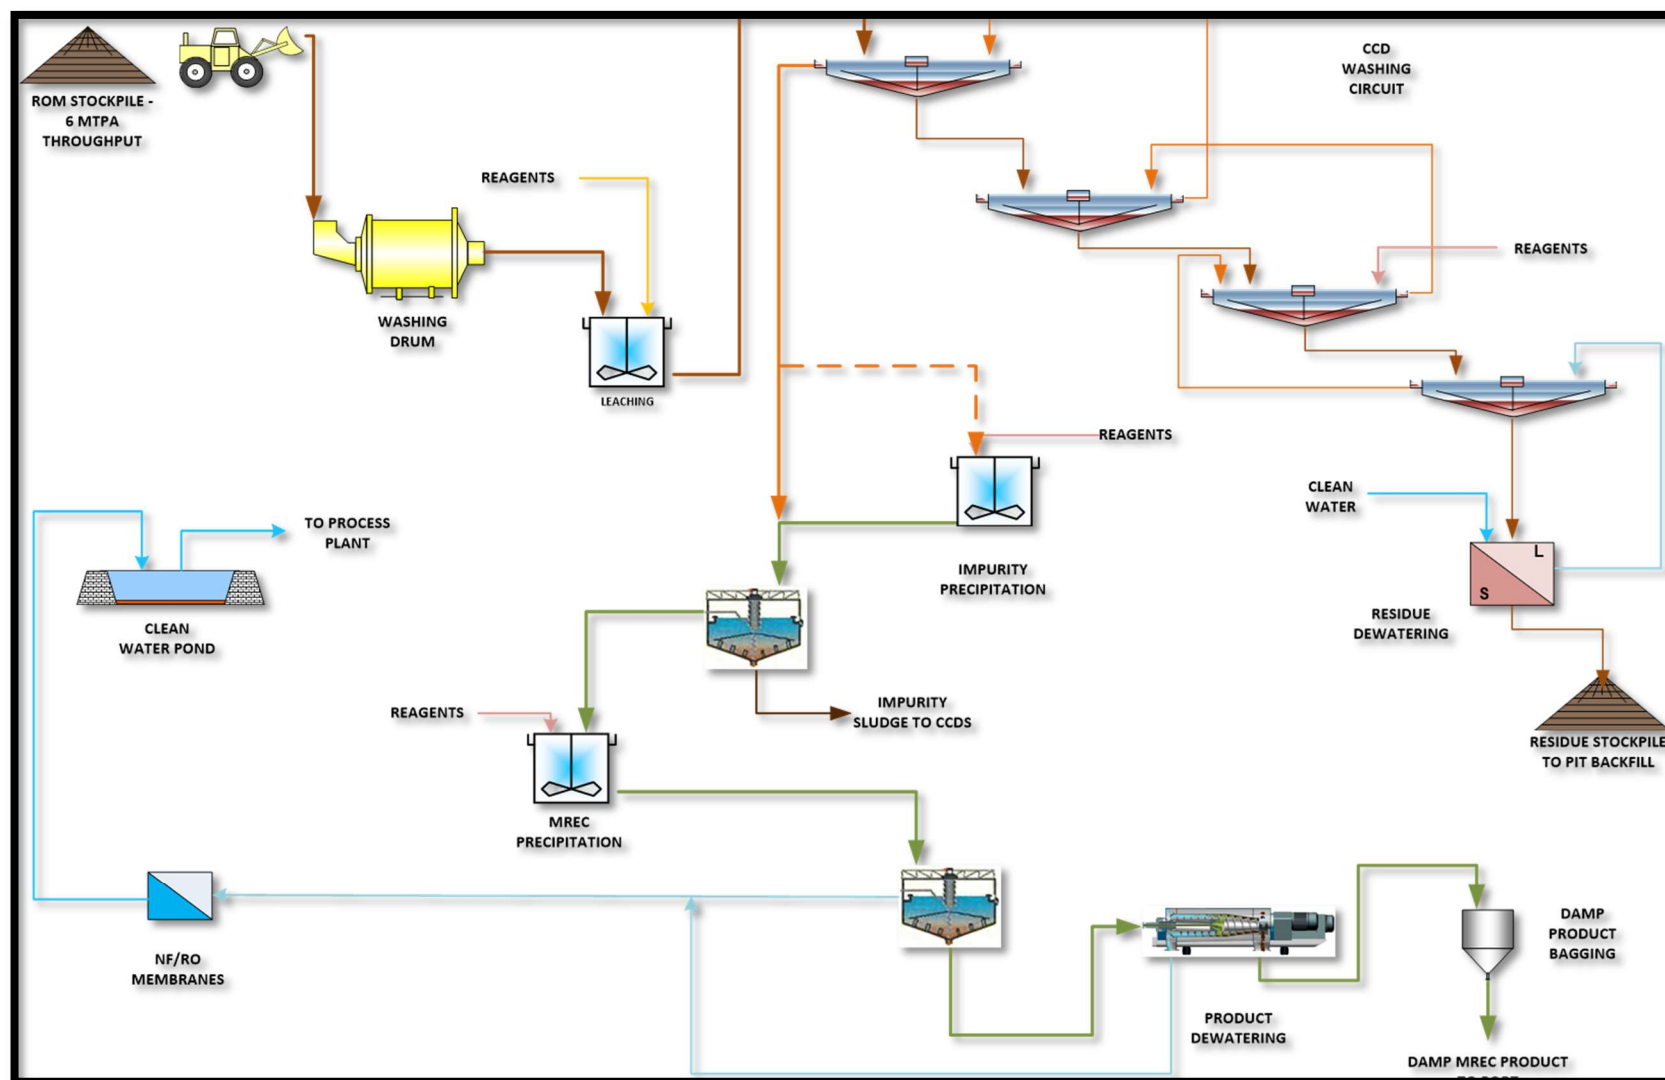 ROM STOCKPILE -
6 MTPA
THROUGHPUT
CCD
WASHING
CIRCUIT
REAGENTS
WASHING
DRUM
LEACHING
REAGENTS
REAGENTS
CLEAN
WATER
L
S
RESIDUE
DEWATERING
TO PROCESS
PLANT
CLEAN
WATER POND
IMPURITY
PRECIPITATION
IMPURITY
SLUDGE TO CCDS
RESIDUE STOCKPILE
TO PIT BACKFILL
REAGENTS
MREC
PRECIPITATION
NF/RO
MEMBRANES
DAMP
PRODUCT
BAGGING
PRODUCT
DEWATERING
DAMP MREC PRODUCT